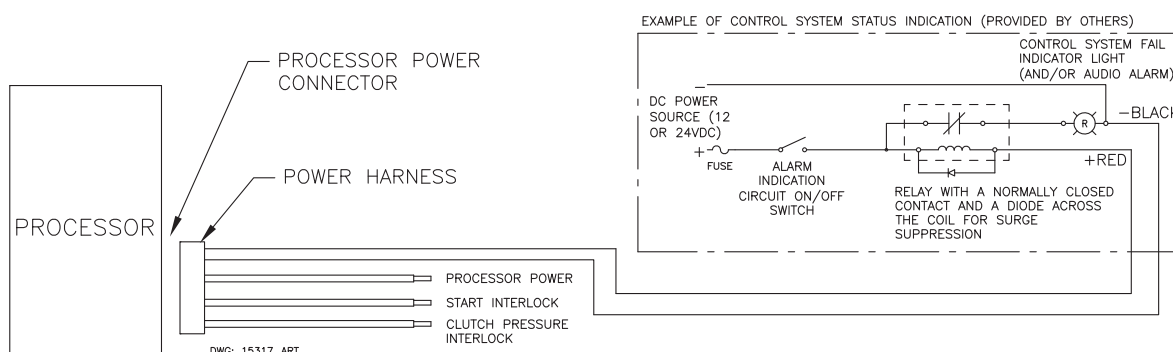 EXAMPLE OF CONTROL SYSTEM STATUS INDICATION (PROVIDED BY OTHERS)
CONTROL SYSTEM FAIL
INDICATOR LIGHT
(AND/OR AUDIO ALARM)
PROCESSOR POWER
CONNECTOR
POWER HARNESS
PROCESSOR
−
DC POWER
SOURCE (12
OR 24VDC)
+
FUSE
ALARM
INDICATION
CIRCUIT ON/OFF
SWITCH
R
−BLACK
+RED
RELAY WITH A NORMALLY CLOSED
CONTACT AND A DIODE ACROSS
THE COIL FOR SURGE
SUPPRESSION
PROCESSOR POWER
START INTERLOCK
CLUTCH PRESSURE
INTERLOCK
DWG: 15317.ART